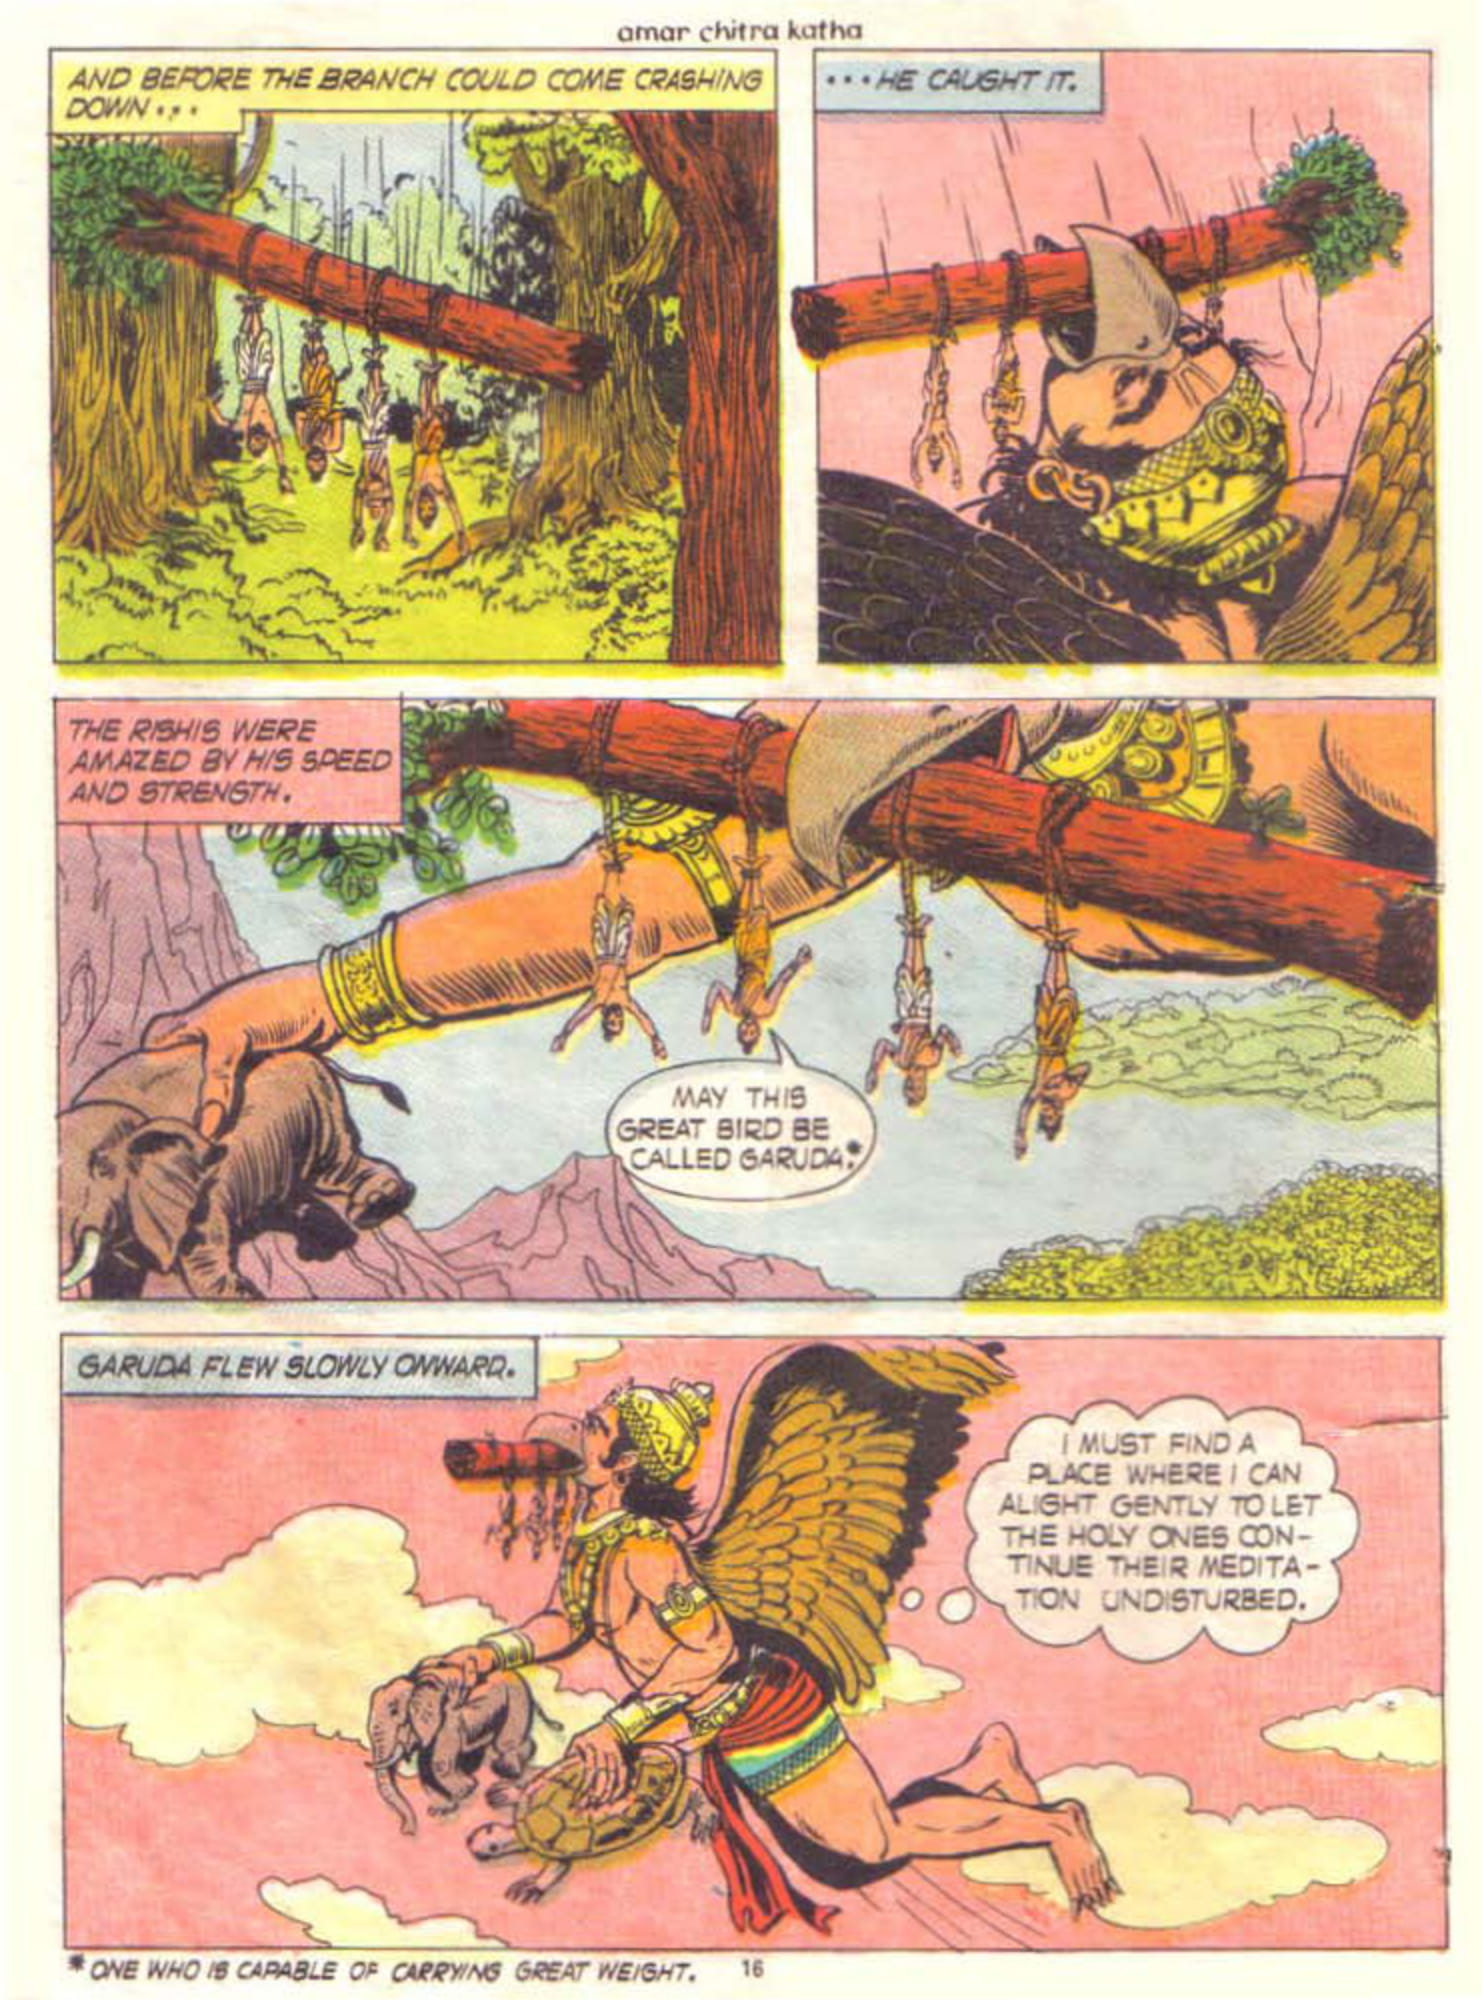 amar chitra katha
AND BEFORE THE BRANCH COULD COME CRASHING
DOWN...
...HE CAUGHT IT.
THE RISHIS WERE
AMAZED BY HIS SPEED
AND STRENGTH.
MAY THIS
GREAT BIRD BE
CALLED GARUDA.*
GARUDA FLEW SLOWLY ONWARD.
I MUST FIND A
PLACE WHERE I CAN
ALIGHT GENTLY TO LET
THE HOLY ONES CON-
TINUE THEIR MEDITA-
TION UNDISTURBED.
* ONE WHO IS CAPABLE OF CARRYING GREAT WEIGHT.
16